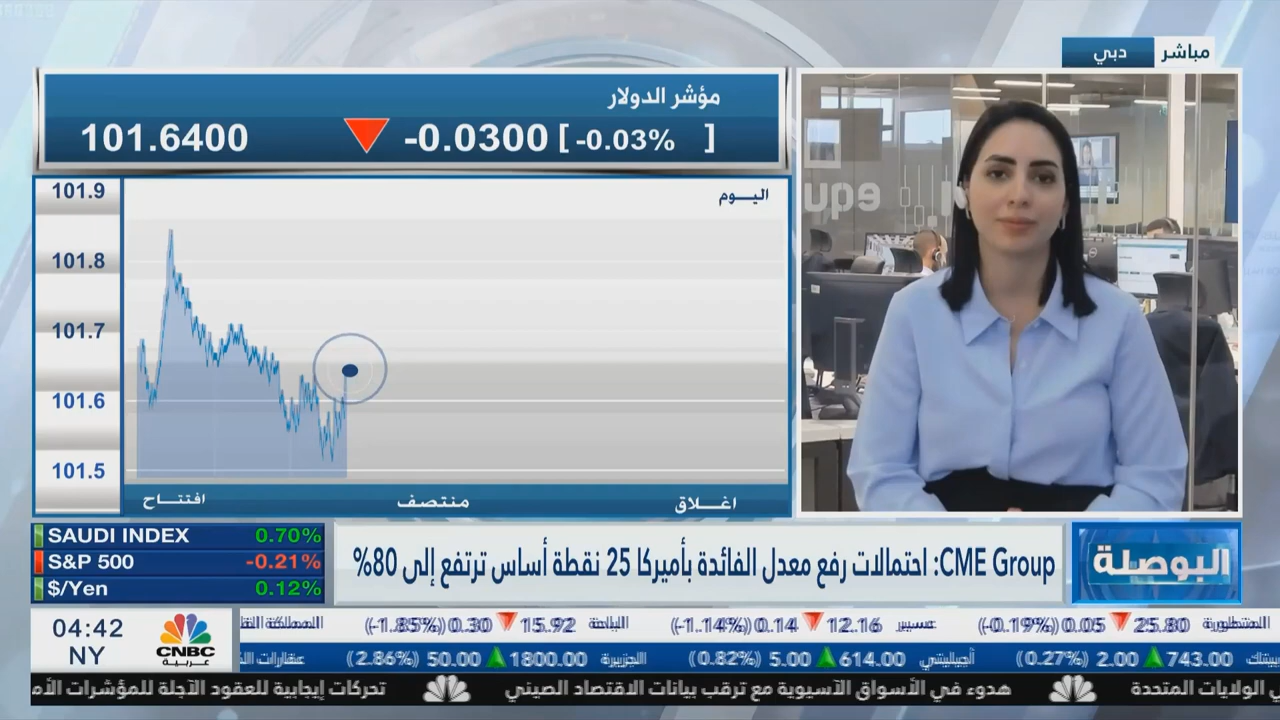 مباشر دبي
مؤشر الدولار
101.6400 -0.0300 [ -0.03% ]
اليوم
101.9
101.8
101.7
101.6
101.5
افتتاح منتصف اغلاق
SAUDI INDEX 0.70%
S&P 500 -0.21%
$/Yen 0.12%
CME Group: احتمالات رفع معدل الفائدة بأميركا 25 نقطة أساس ترتفع إلى 80%
البوصلة
04:42
NY
CNBC
عربية
المتطورة 25.80 0.05 (-0.19%) عسير 12.16 0.14 (-1.14%) الباحة 15.92 0.30 (-1.85%) المملكة
743.00 2.00 (0.27%) أجيليتي 614.00 5.00 (0.82%) الجزيرة 1800.00 50.00 (2.86%) عقارات
الولايات المتحدة هدوء في الأسواق الآسيوية مع ترقب بيانات الاقتصاد الصيني تحركات إيجابية للعقود الآجلة للمؤشرات